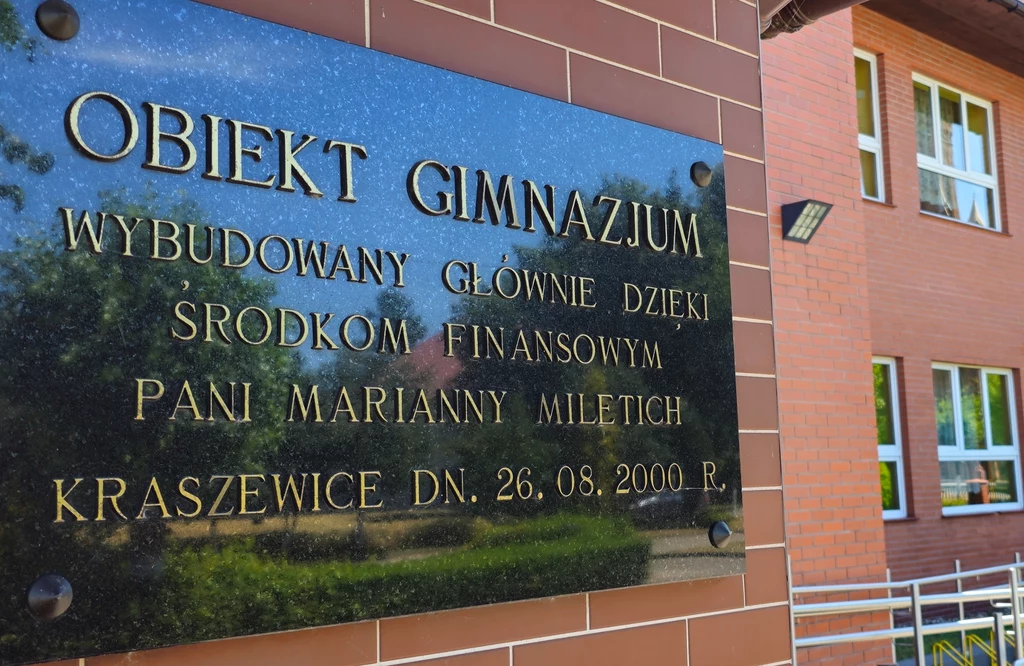 OBIEKT GIMNAZJUM
WYBUDOWANY GŁÓWNIE DZIĘKI
ŚRODKOM FINANSOWYM
PANI MARIANNY MILETICH
KRASZEWICE DN. 26. 08. 2000 R.